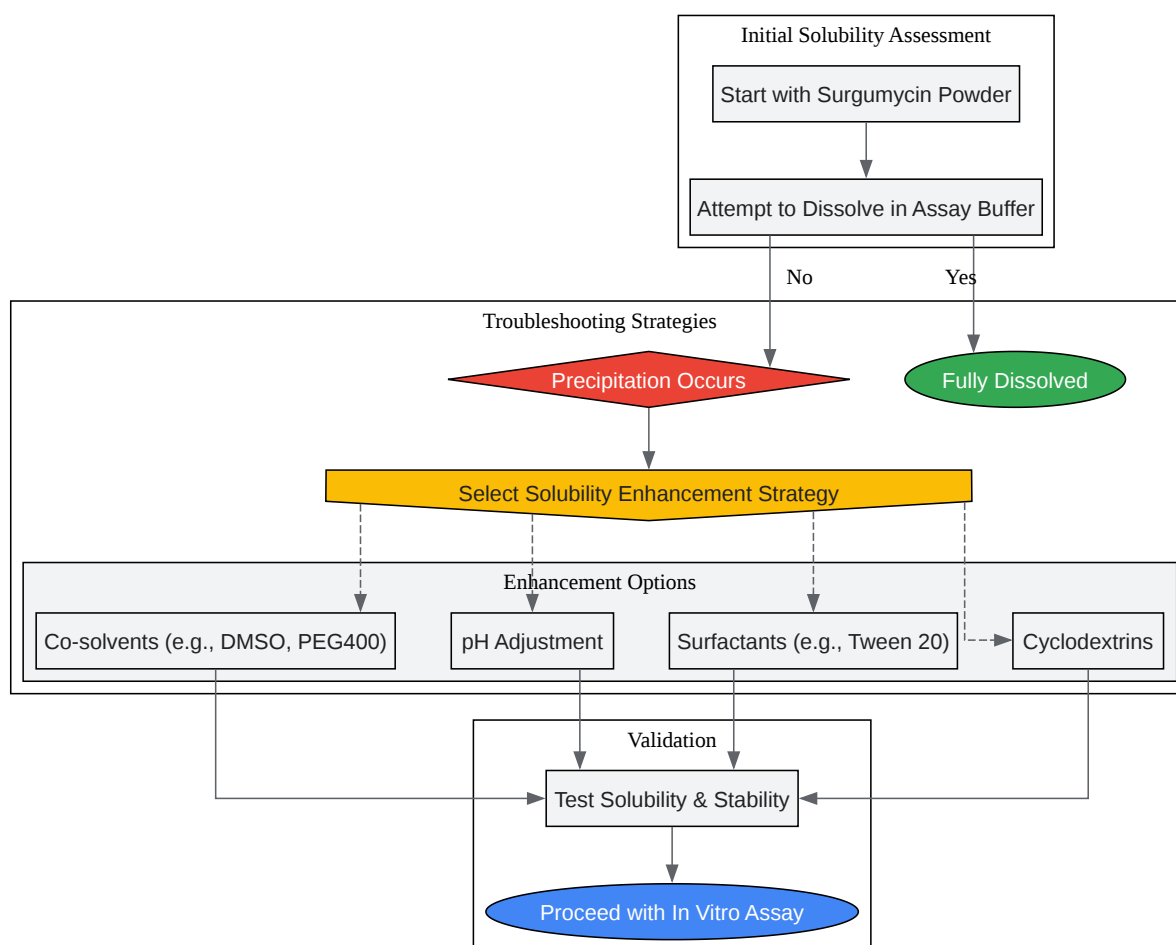 Initial Solubility Assessment
Start with Surgumycin Powder
Attempt to Dissolve in Assay Buffer
No
Yes
Troubleshooting Strategies
Precipitation Occurs
Fully Dissolved
Select Solubility Enhancement Strategy
Enhancement Options
Co-solvents (e.g., DMSO, PEG400)
pH Adjustment
Surfactants (e.g., Tween 20)
Cyclodextrins
Validation
Test Solubility & Stability
Proceed with In Vitro Assay